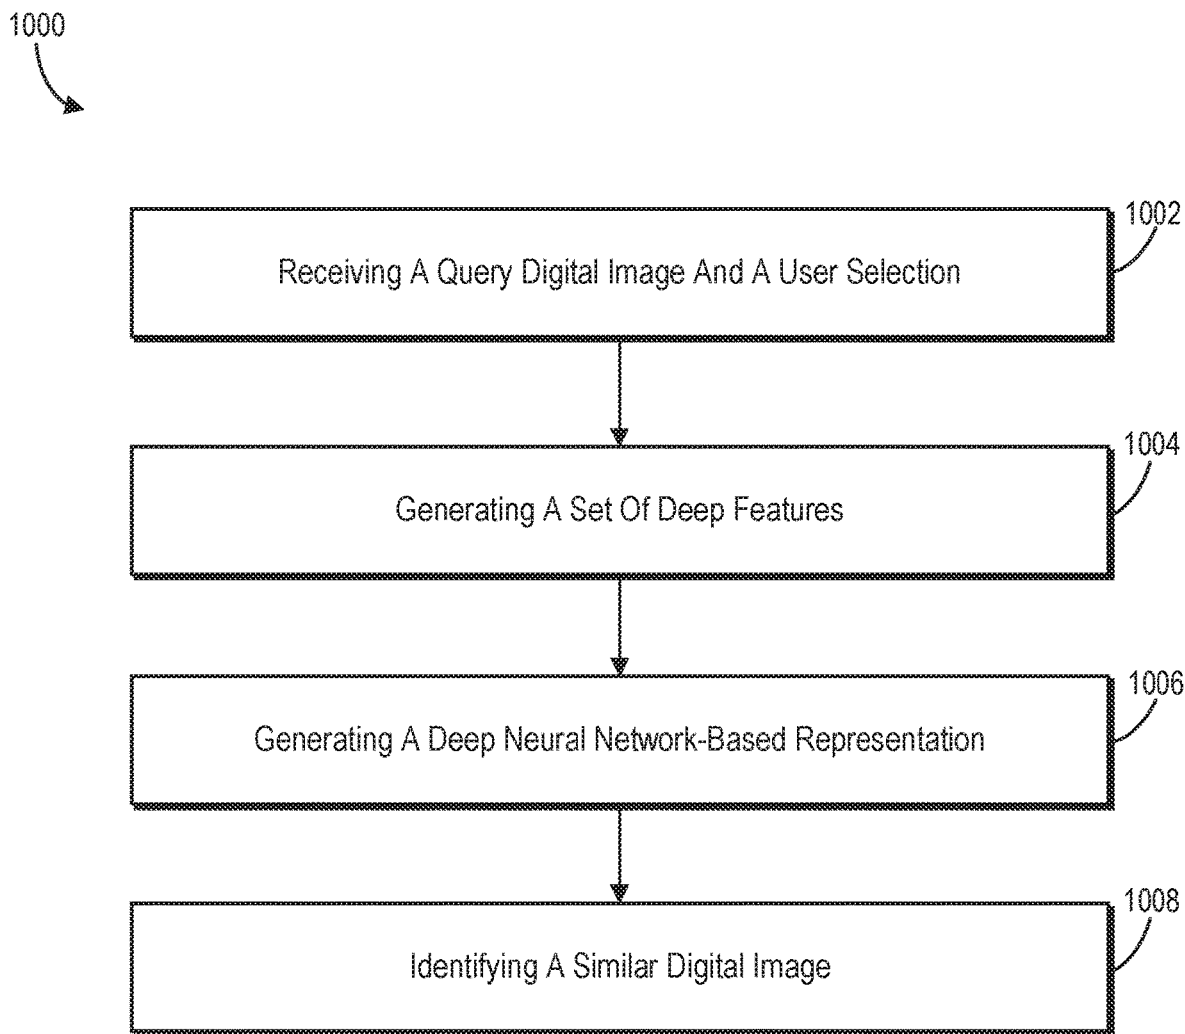 1000
1002
Receiving A Query Digital Image And A User Selection
1004
Generating A Set Of Deep Features
1006
Generating A Deep Neural Network-Based Representation
1008
Identifying A Similar Digital Image